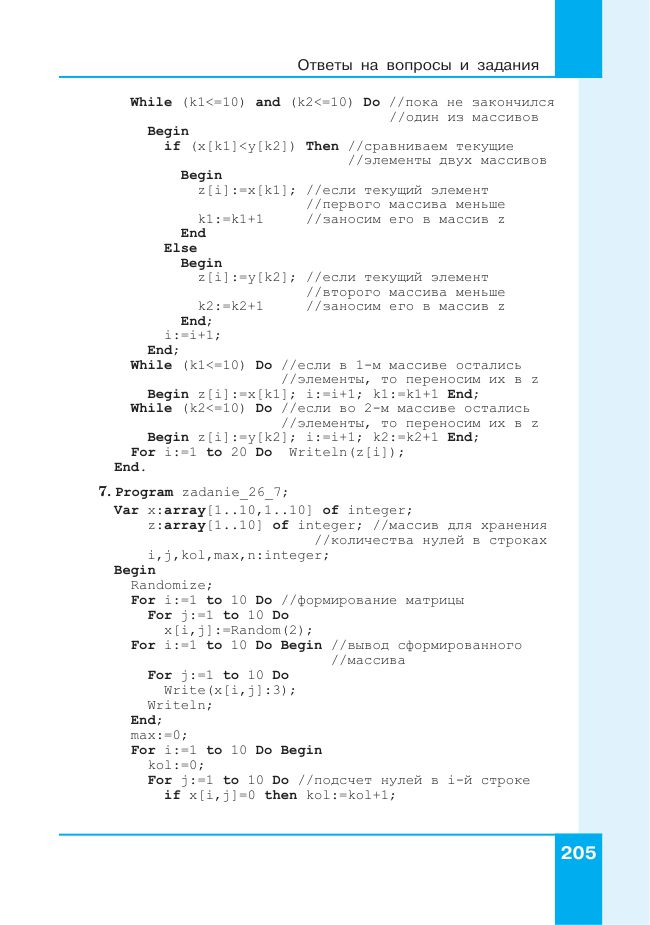 Ответы на вопросы и задания
While (k1<=10) and (k2<=10) Do //пока не закончился
//один из массивов
Begin
if (x[k1]<y[k2]) Then //сравниваем текущие
//элементы двух массивов
Begin
z[i]:=x[k1]; //если текущий элемент
//первого массива меньше
k1:=k1+1 //заносим его в массив z
End
Else
Begin
z[i]:=y[k2]; //если текущий элемент
//второго массива меньше
k2:=k2+1 //заносим его в массив z
End;
i:=i+1;
End;
While (k1<=10) Do //если в 1-м массиве остались
//элементы, то переносим их в z
Begin z[i]:=x[k1]; i:=i+1; k1:=k1+1 End;
While (k2<=10) Do //если во 2-м массиве остались
//элементы, то переносим их в z
Begin z[i]:=y[k2]; i:=i+1; k2:=k2+1 End;
For i:=1 to 20 Do Writeln(z[i]);
End.
7. Program zadanie_26_7;
Var x:array[1..10,1..10] of integer;
z:array[1..10] of integer; //массив для хранения
//количества нулей в строках
i,j,kol,max,n:integer;
Begin
Randomize;
For i:=1 to 10 Do //формирование матрицы
For j:=1 to 10 Do
x[i,j]:=Random(2);
For i:=1 to 10 Do Begin //вывод сформированного
//массива
For j:=1 to 10 Do
Write(x[i,j]:3);
Writeln;
End;
max:=0;
For i:=1 to 10 Do Begin
kol:=0;
For j:=1 to 10 Do //подсчет нулей в i-й строке
if x[i,j]=0 then kol:=kol+1;
205